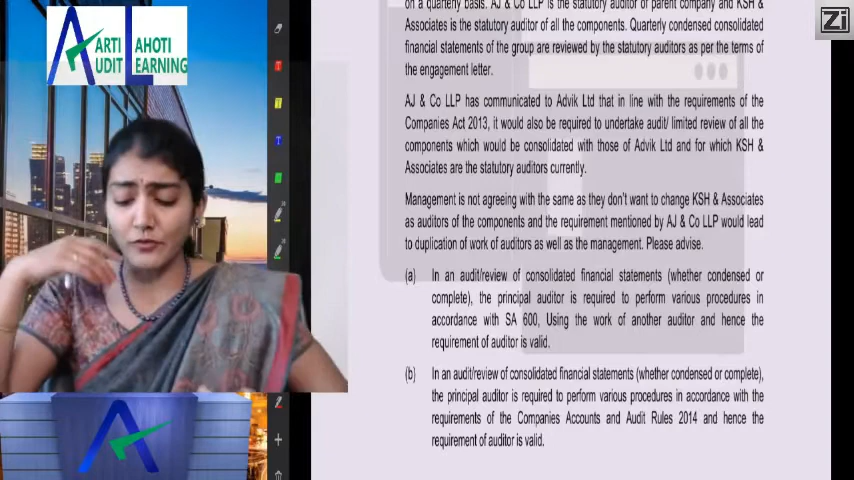 ARTI LAHOTI
AUDIT LEARNING
Zi
on a quarterly basis. AJ & Co LLP is the statutory auditor of parent company and KSH &
Associates is the statutory auditor of all the components. Quarterly condensed consolidated
financial statements of the group are reviewed by the statutory auditors as per the terms of
the engagement letter.
AJ & Co LLP has communicated to Advik Ltd that in line with the requirements of the
Companies Act 2013, it would also be required to undertake audit/ limited review of all the
components which would be consolidated with those of Advik Ltd and for which KSH &
Associates are the statutory auditors currently.
Management is not agreeing with the same as they don't want to change KSH & Associates
as auditors of the components and the requirement mentioned by AJ & Co LLP would lead
to duplication of work of auditors as well as the management. Please advise.
(a) In an audit/review of consolidated financial statements (whether condensed or
complete), the principal auditor is required to perform various procedures in
accordance with SA 600, Using the work of another auditor and hence the
requirement of auditor is valid.
(b) In an audit/review of consolidated financial statements (whether condensed or complete),
the principal auditor is required to perform various procedures in accordance with the
requirements of the Companies Accounts and Audit Rules 2014 and hence the
requirement of auditor is valid.